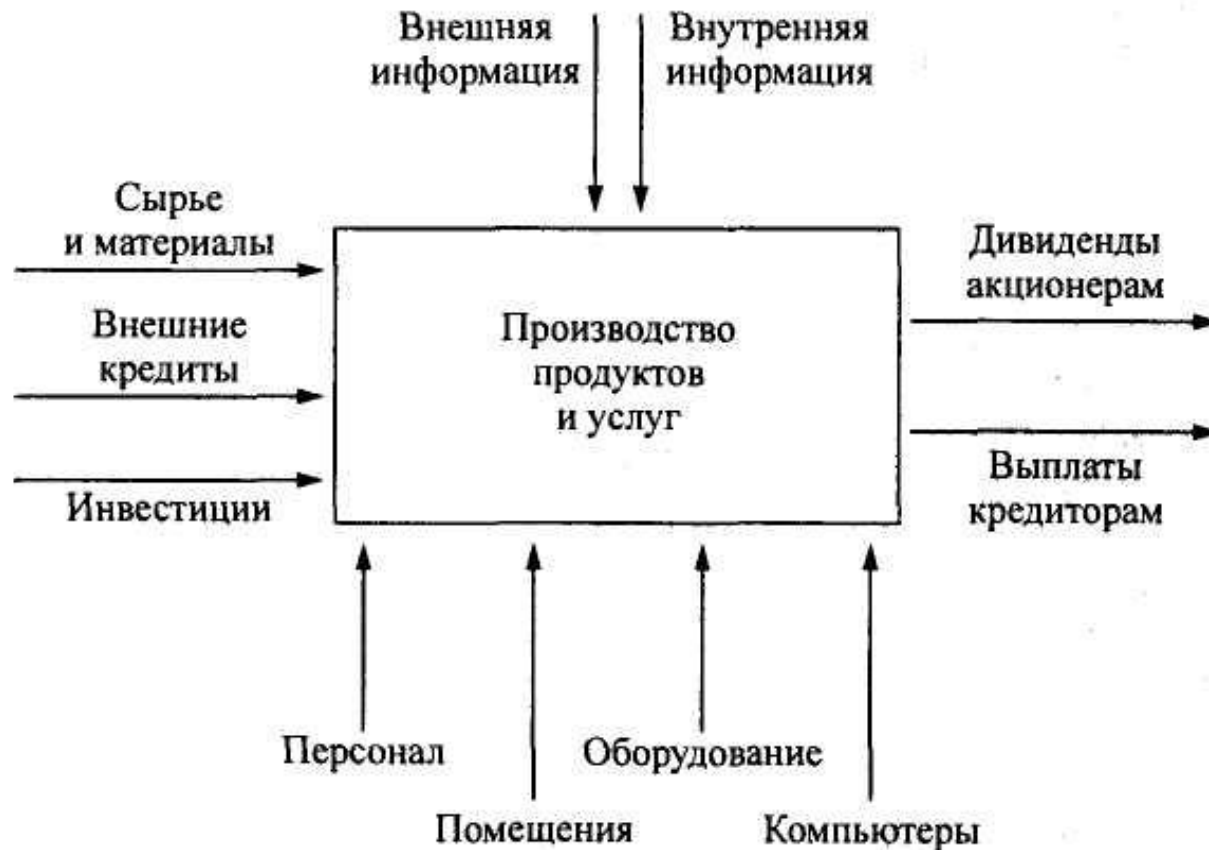 Внешняя
информация
Внутренняя
информация
Сырье
и материалы
Внешние
кредиты
Инвестиции
Производство
продуктов
и услуг
Дивиденды
акционерам
Выплаты
кредиторам
Персонал
Помещения
Оборудование
Компьютеры